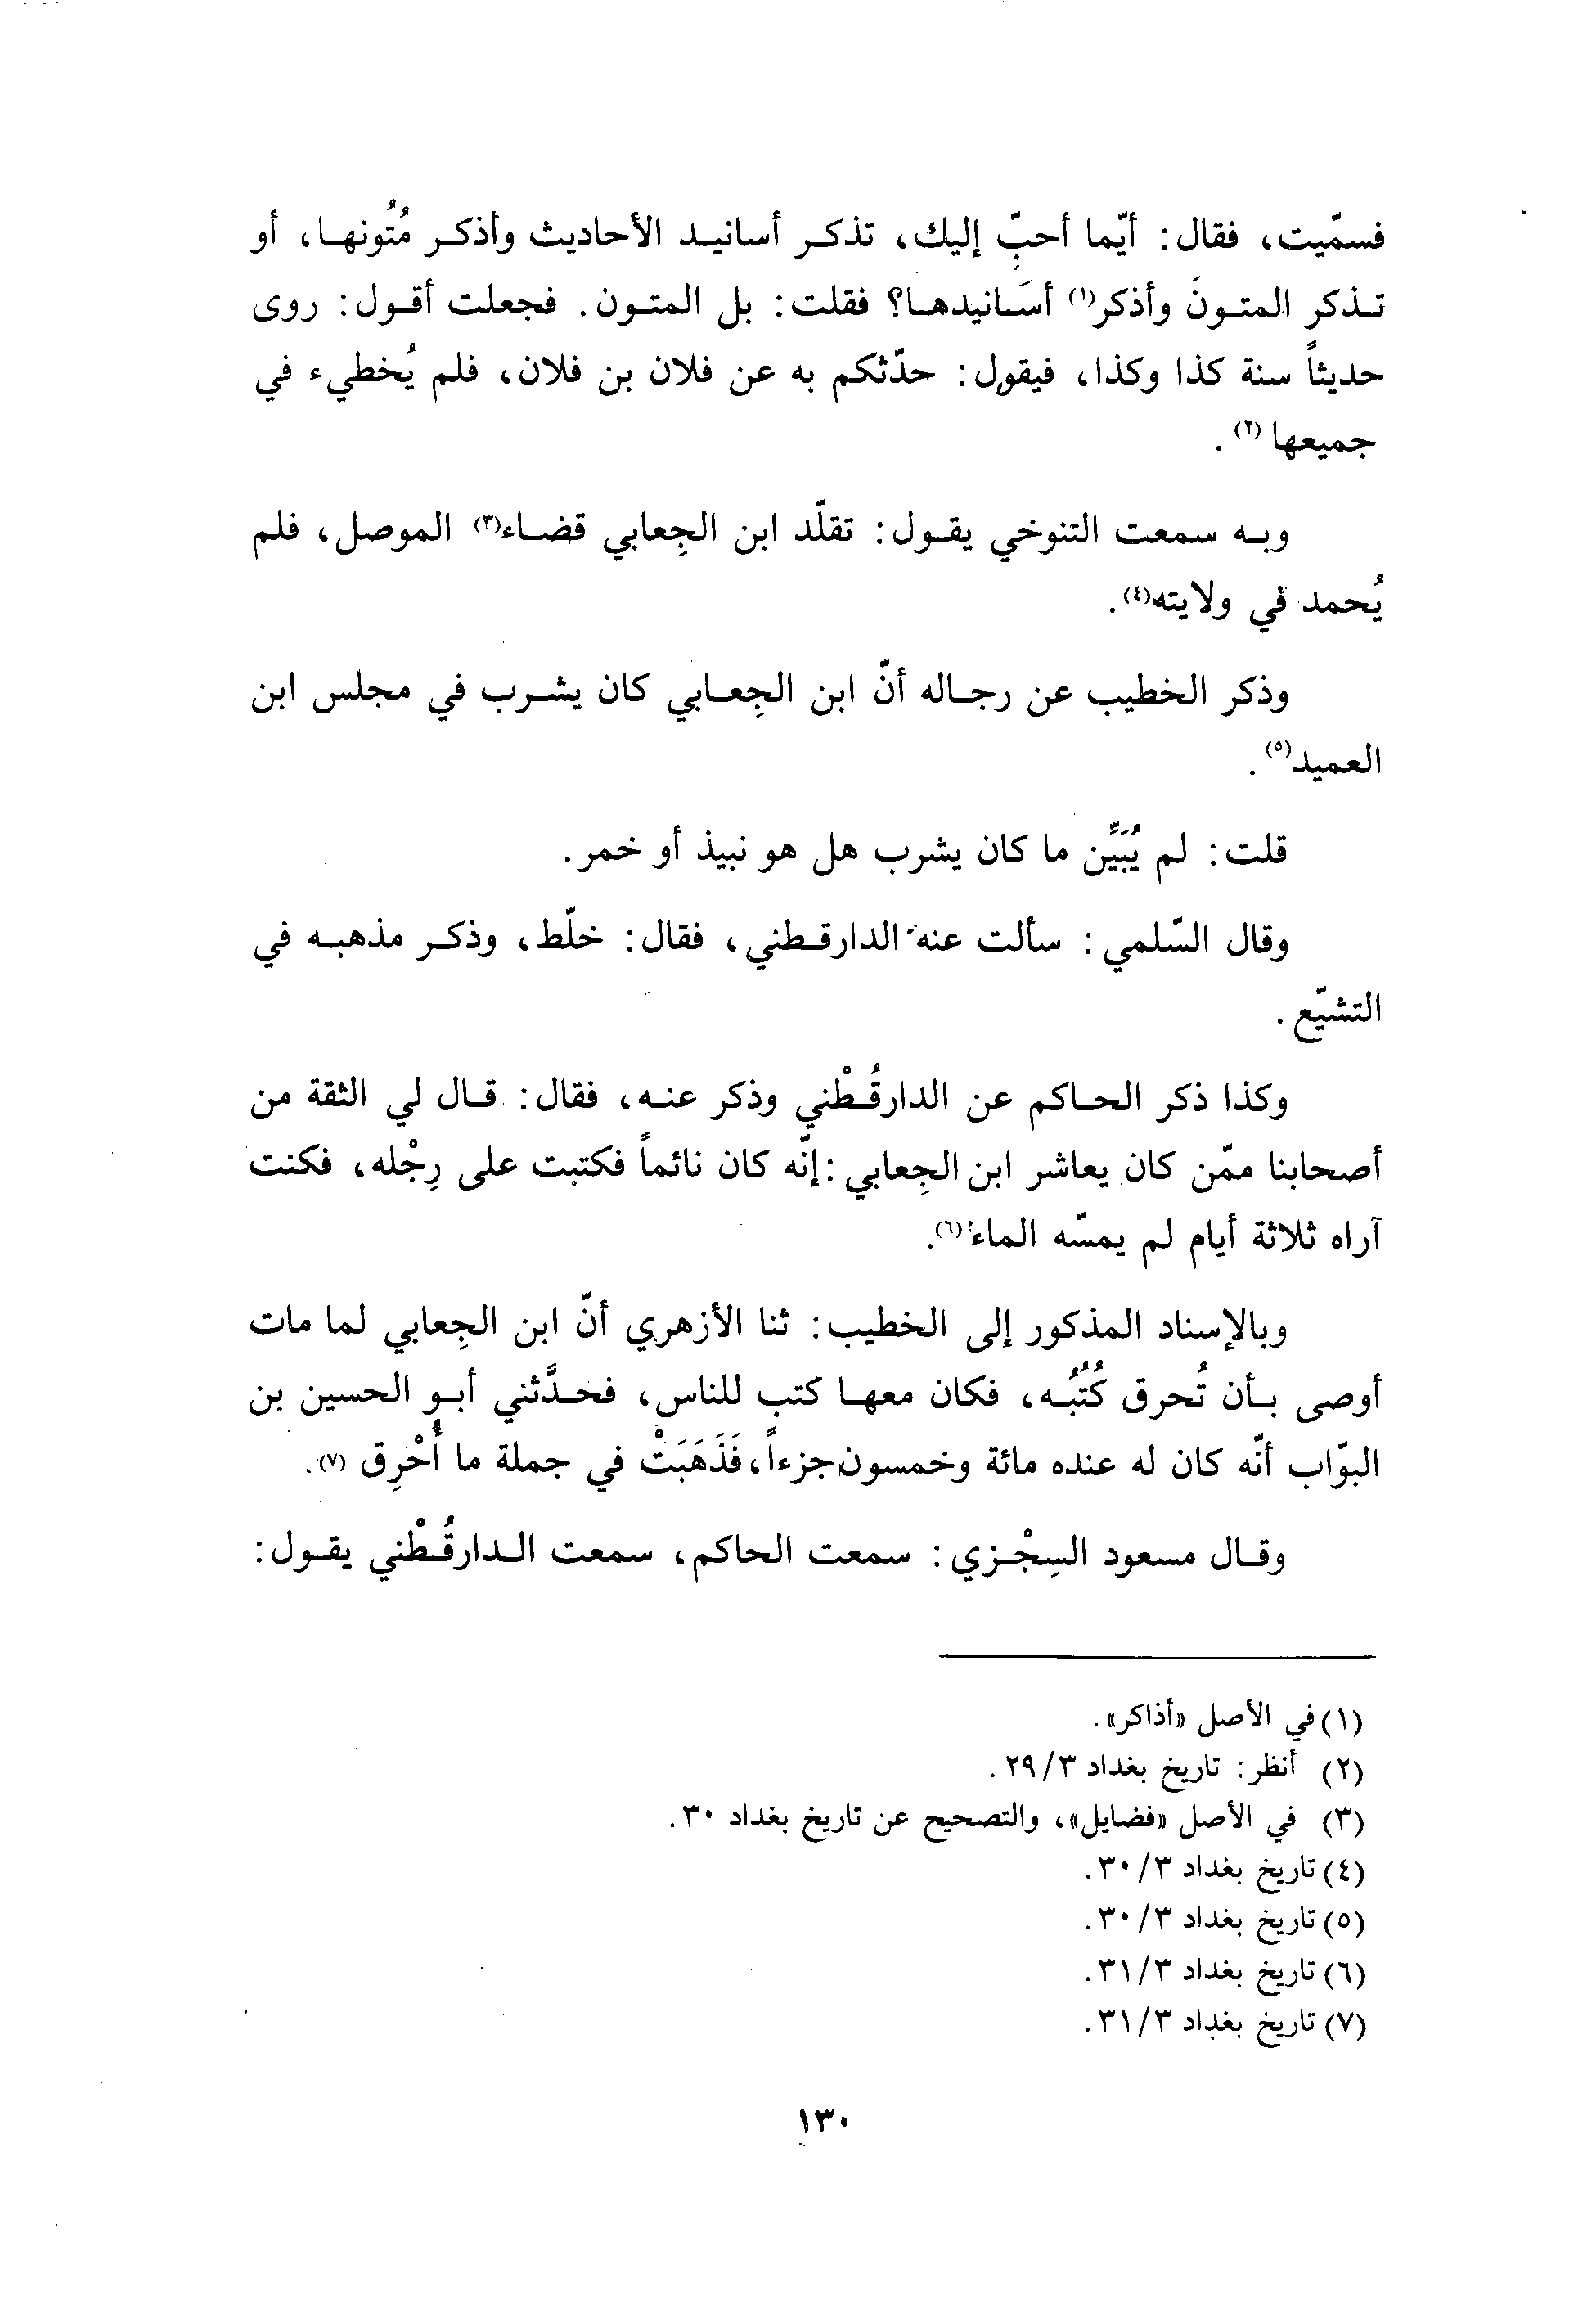 فسمّيت، فقال: أيّما أحبّ إليك، تذكر أسانيد الأحاديث وأذكر مُتُونها، أو
تذكر المتونَ وأذكر(١) أسَانيدها؟ فقلت: بل المتون. فجعلت أقول: روى
حديثاً سنة كذا وكذا، فيقول: حدّثكم به عن فلان بن فلان، فلم يُخطيء في
جميعها(٢).
وبه سمعت التنوخي يقول: تقلّد ابن الجِعابي قضاء(٣) الموصل، فلم
يُحمد في ولايته(٤).
وذكر الخطيب عن رجاله أنّ ابن الجِعابي كان يشرب في مجلس ابن
العميد(٥).
قلت: لم يُبَيِّن ما كان يشرب هل هو نبيذ أو خمر.
وقال السّلمي: سألت عنه الدارقطني، فقال: خلّط، وذكر مذهبه في
التشيّع.
وكذا ذكر الحاكم عن الدارقُطْني وذكر عنه، فقال: قال لي الثقة من
أصحابنا ممّن كان يعاشر ابن الجِعابي: إنّه كان نائماً فكتبت على رِجْله، فكنت
آراه ثلاثة أيام لم يمسّه الماء(٦).
وبالإسناد المذكور إلى الخطيب: ثنا الأزهري أنّ ابن الجِعابي لما مات
أوصى بأن تُحرق كُتُبُه، فكان معها كتب للناس، فحدَّثني أبو الحسين بن
البوّاب أنّه كان له عنده مائة وخمسون جزءاً، فَذَهَبَتْ في جملة ما أُحْرِق(٧).
وقال مسعود السِجْزي: سمعت الحاكم، سمعت الدارقُطْني يقول:
(١) في الأصل «أذاكر».
(٢) أنظر: تاريخ بغداد ٢٩/٣.
(٣) في الأصل «فضايل»، والتصحيح عن تاريخ بغداد ٣٠.
(٤) تاريخ بغداد ٣٠/٣.
(٥) تاريخ بغداد ٣٠/٣.
(٦) تاريخ بغداد ٣١/٣.
(٧) تاريخ بغداد ٣١/٣.
١٣٠